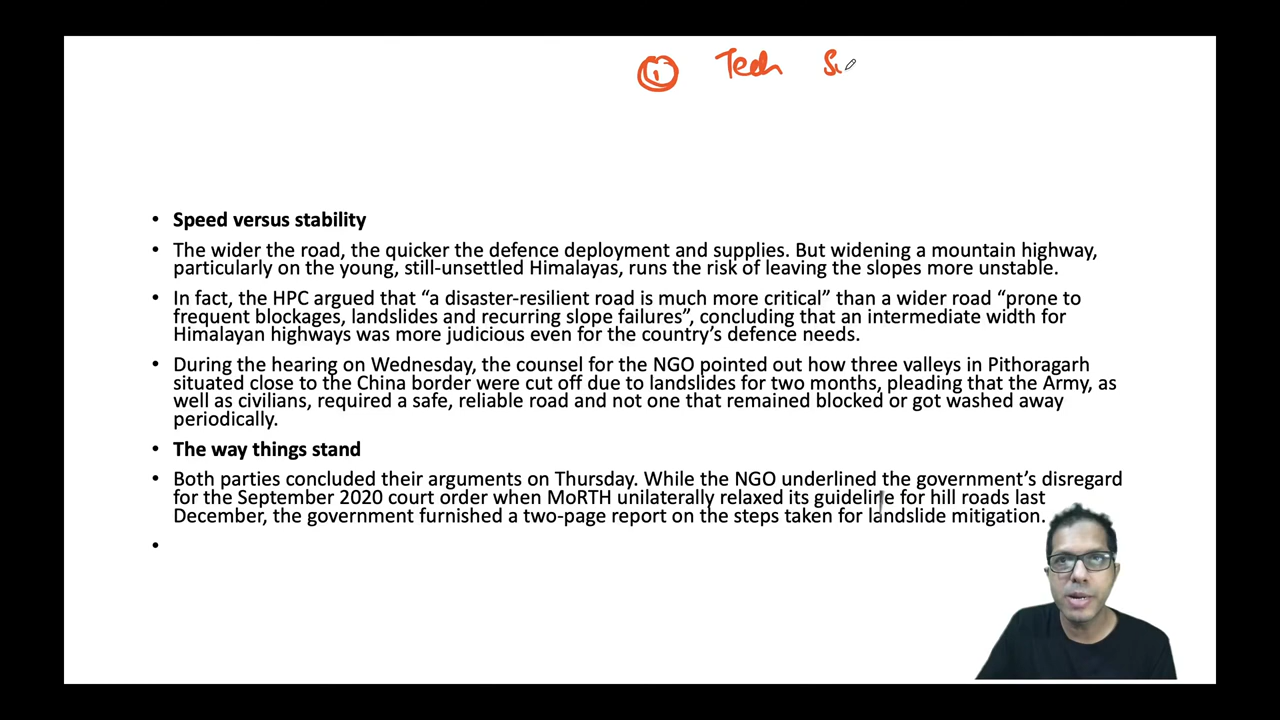 ① Tech
• Speed versus stability
• The wider the road, the quicker the defence deployment and supplies. But widening a mountain highway,
particularly on the young, still-unsettled Himalayas, runs the risk of leaving the slopes more unstable.
• In fact, the HPC argued that “a disaster-resilient road is much more critical” than a wider road “prone to
frequent blockages, landslides and recurring slope failures”, concluding that an intermediate width for
Himalayan highways was more judicious even for the country’s defence needs.
• During the hearing on Wednesday, the counsel for the NGO pointed out how three valleys in Pithoragarh
situated close to the China border were cut off due to landslides for two months, pleading that the Army, as
well as civilians, required a safe, reliable road and not one that remained blocked or got washed away
periodically.
• The way things stand
• Both parties concluded their arguments on Thursday. While the NGO underlined the government’s disregard
for the September 2020 court order when MoRTH unilaterally relaxed its guideline for hill roads last
December, the government furnished a two-page report on the steps taken for landslide mitigation.
•